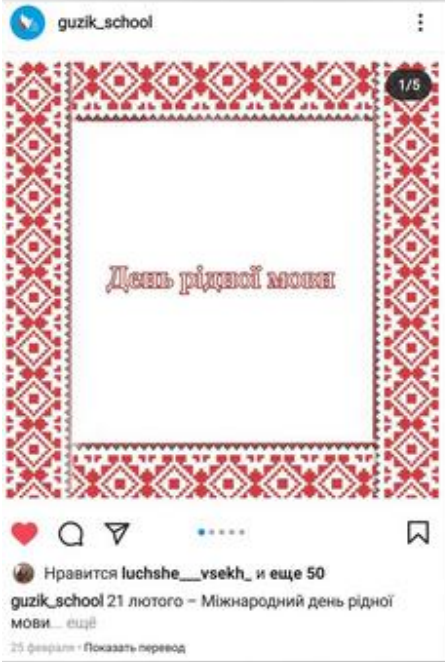 guzik_school
1/5
День рідної мови
Нравится luchshe___vsekh_ и еще 50
guzik_school 21 лютого – Міжнародний день рідної
мови... ещё
25 февраля · Показать перевод